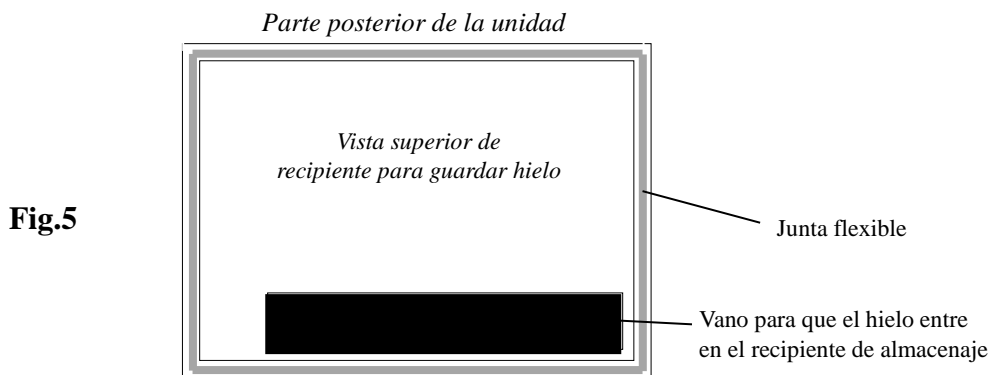 Parte posterior de la unidad
Vista superior de
recipiente para guardar hielo
Fig.5
Junta flexible
Vano para que el hielo entre
en el recipiente de almacenaje